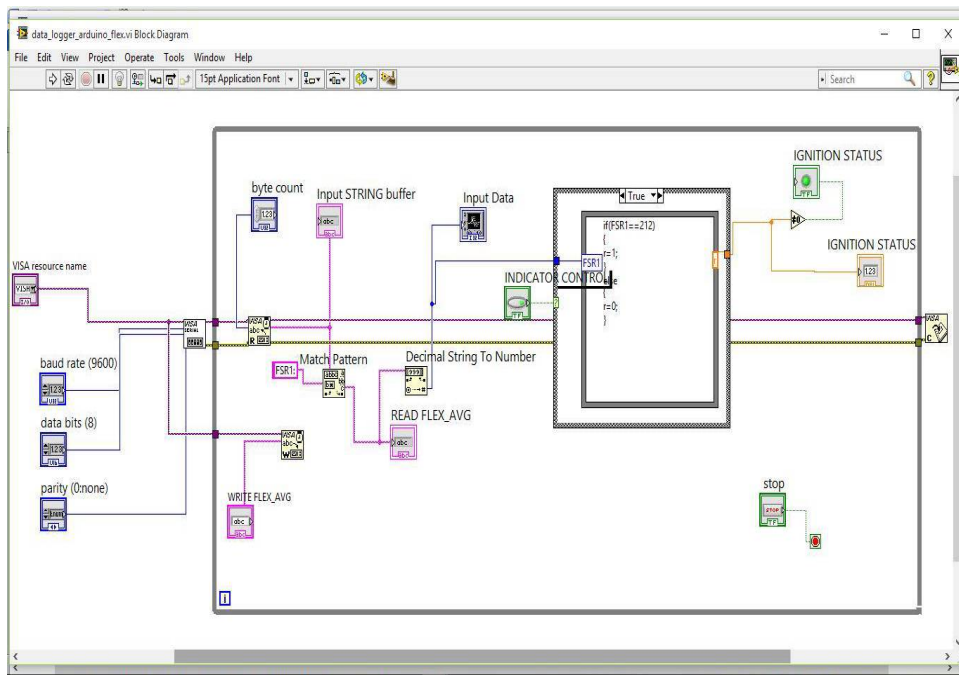 data_logger_arduino_flex.vi Block Diagram
File Edit View Project Operate Tools Window Help
15pt Application Font
Search
IGNITION STATUS
byte count
Input STRING buffer
Input Data
True
if(FSR1==212)
{
r=1;
}
else
{
r=0;
}
FSR1
r
IGNITION STATUS
VISA resource name
INDICATOR CONTROL
baud rate (9600)
Match Pattern
Decimal String To Number
FSR1:
data bits (8)
READ FLEX_AVG
parity (0:none)
WRITE FLEX_AVG
stop
STOP
i